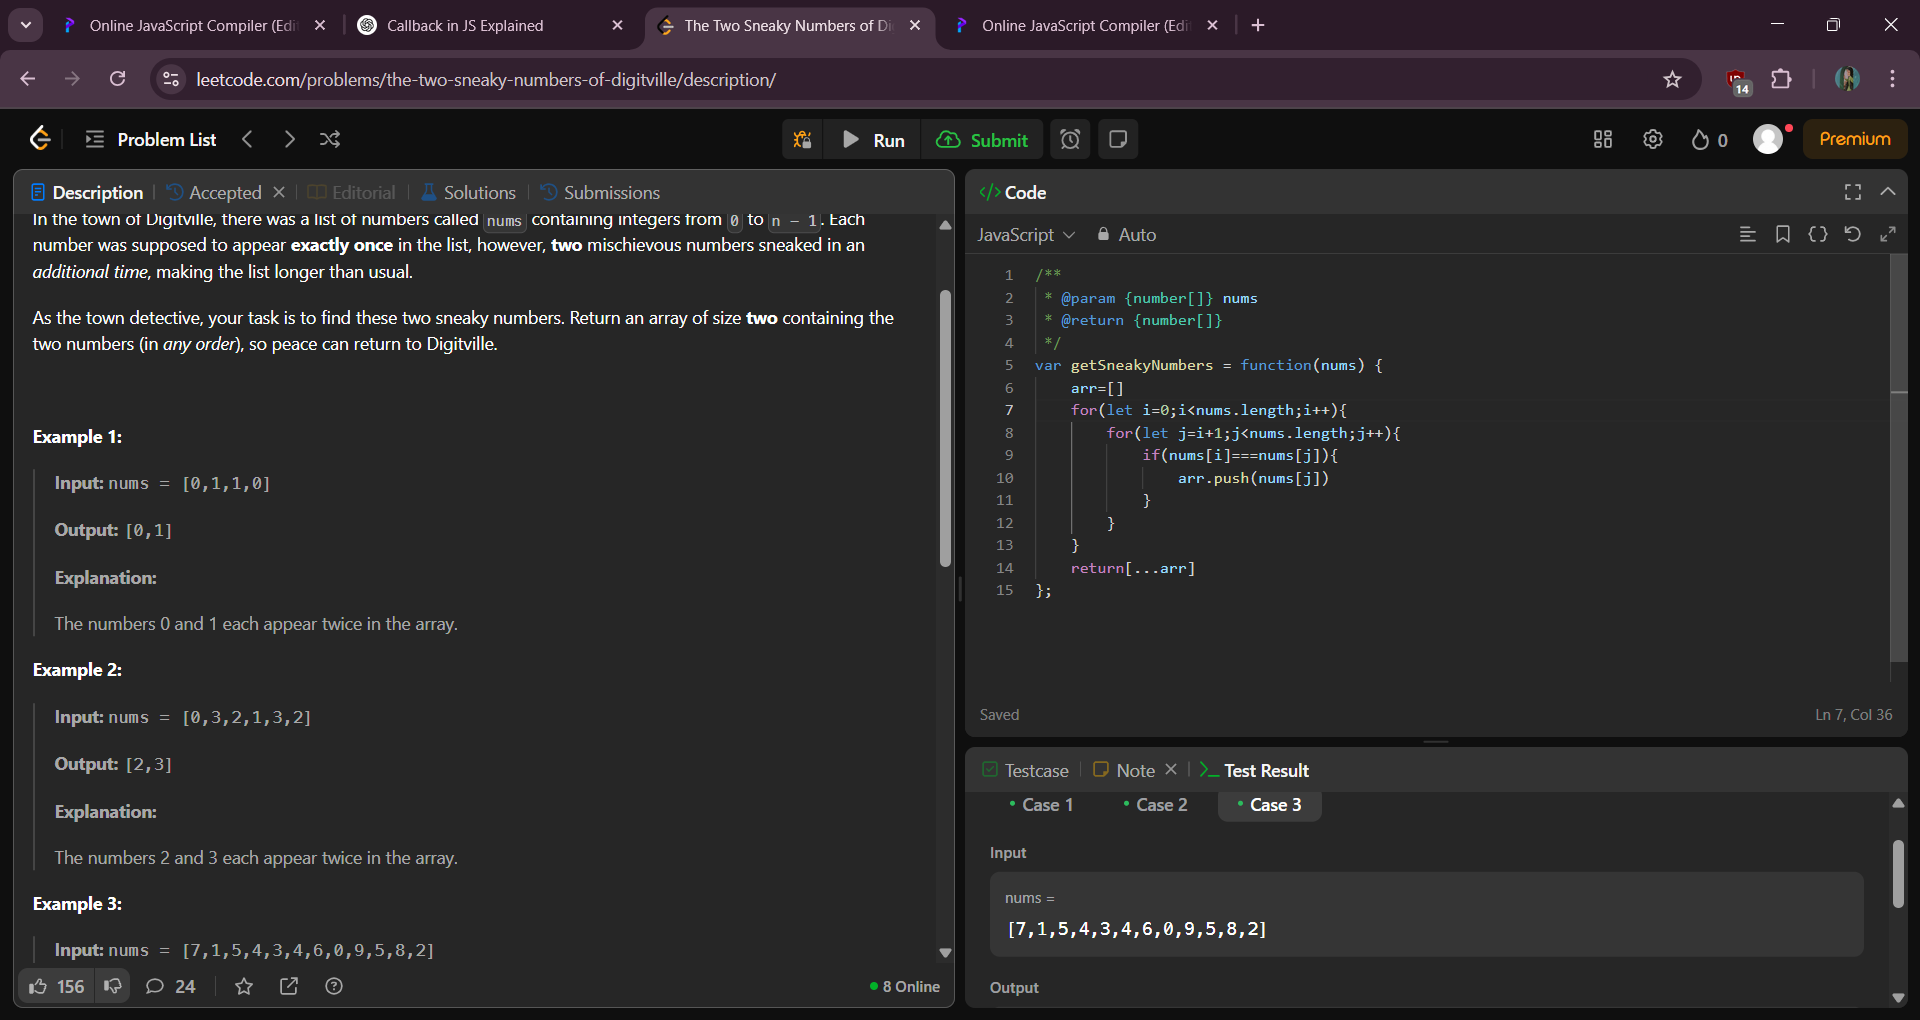 Online JavaScript Compiler (Edit
Callback in JS Explained
The Two Sneaky Numbers of Di
Online JavaScript Compiler (Edit
leetcode.com/problems/the-two-sneaky-numbers-of-digitville/description/
14
Problem List
Run
Submit
0
Premium
Description
Accepted
Editorial
Solutions
Submissions
In the town of Digitville, there was a list of numbers called nums containing integers from 0 to n - 1. Each
number was supposed to appear exactly once in the list, however, two mischievous numbers sneaked in an
additional time, making the list longer than usual.
As the town detective, your task is to find these two sneaky numbers. Return an array of size two containing the
two numbers (in any order), so peace can return to Digitville.
Example 1:
Input: nums = [0,1,1,0]
Output: [0,1]
Explanation:
The numbers 0 and 1 each appear twice in the array.
Example 2:
Input: nums = [0,3,2,1,3,2]
Output: [2,3]
Explanation:
The numbers 2 and 3 each appear twice in the array.
Example 3:
Input: nums = [7,1,5,4,3,4,6,0,9,5,8,2]
156
24
8 Online
</> Code
JavaScript
Auto
1 /**
2 * @param {number[]} nums
3 * @return {number[]}
4 */
5 var getSneakyNumbers = function(nums) {
6 arr=[]
7 for(let i=0;i<nums.length;i++){
8 for(let j=i+1;j<nums.length;j++){
9 if(nums[i]===nums[j]){
10 arr.push(nums[j])
11 }
12 }
13 }
14 return[...arr]
15 };
Saved
Ln 7, Col 36
Testcase
Note
Test Result
Case 1
Case 2
Case 3
Input
nums =
[7,1,5,4,3,4,6,0,9,5,8,2]
Output